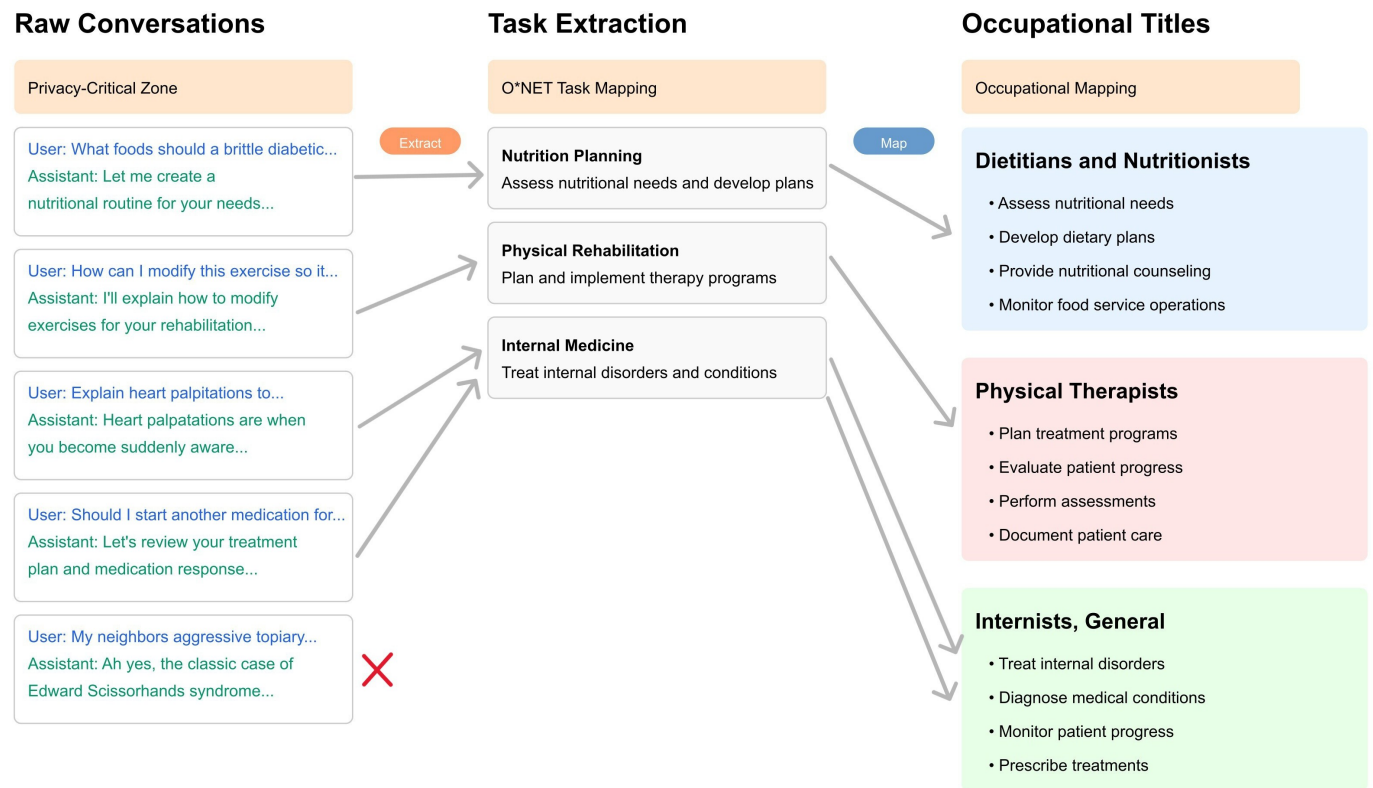 Raw Conversations
Privacy-Critical Zone
User: What foods should a brittle diabetic...
Assistant: Let me create a
nutritional routine for your needs...
User: How can I modify this exercise so it...
Assistant: I'll explain how to modify
exercises for your rehabilitation...
User: Explain heart palpitations to...
Assistant: Heart palpatations are when
you become suddenly aware...
User: Should I start another medication for...
Assistant: Let's review your treatment
plan and medication response...
User: My neighbors aggressive topiary...
Assistant: Ah yes, the classic case of
Edward Scissorhands syndrome...
Extract
Task Extraction
O*NET Task Mapping
Nutrition Planning
Assess nutritional needs and develop plans
Physical Rehabilitation
Plan and implement therapy programs
Internal Medicine
Treat internal disorders and conditions
Map
Occupational Titles
Occupational Mapping
Dietitians and Nutritionists
• Assess nutritional needs
• Develop dietary plans
• Provide nutritional counseling
• Monitor food service operations
Physical Therapists
• Plan treatment programs
• Evaluate patient progress
• Perform assessments
• Document patient care
Internists, General
• Treat internal disorders
• Diagnose medical conditions
• Monitor patient progress
• Prescribe treatments